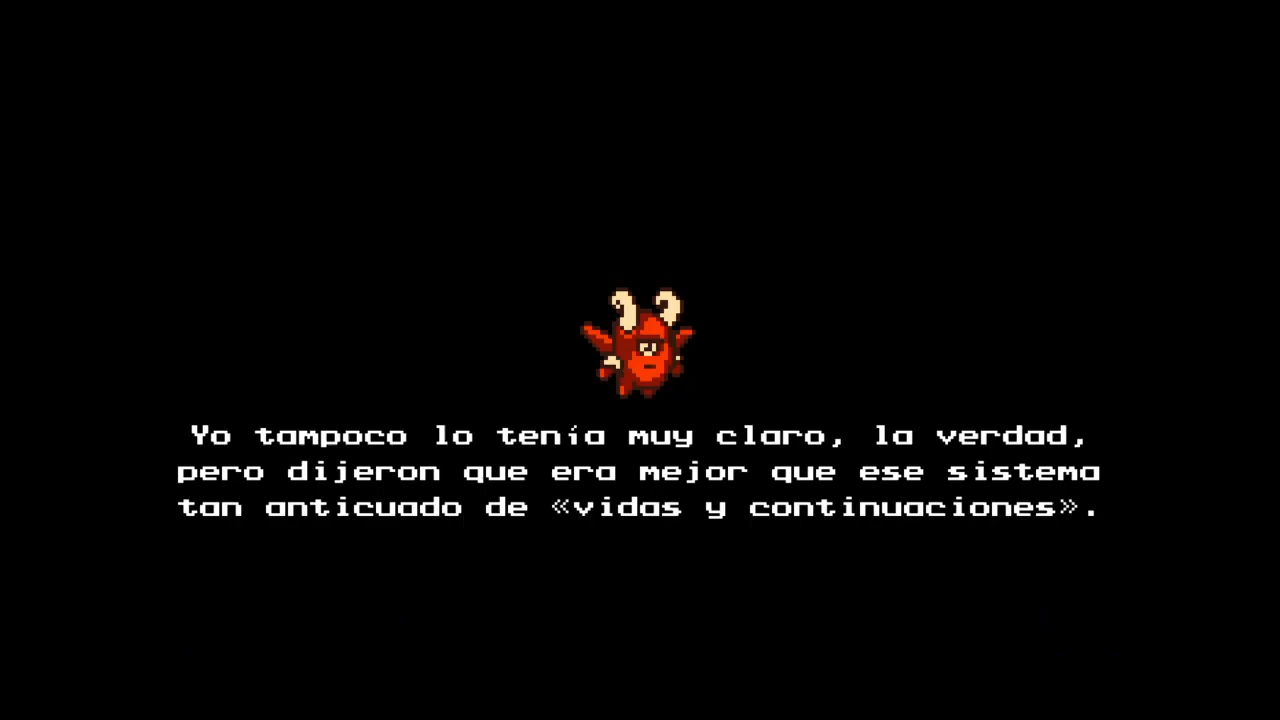 Yo tampoco lo tenía muy claro, la verdad,
pero dijeron que era mejor que ese sistema
tan anticuado de «vidas y continuaciones».